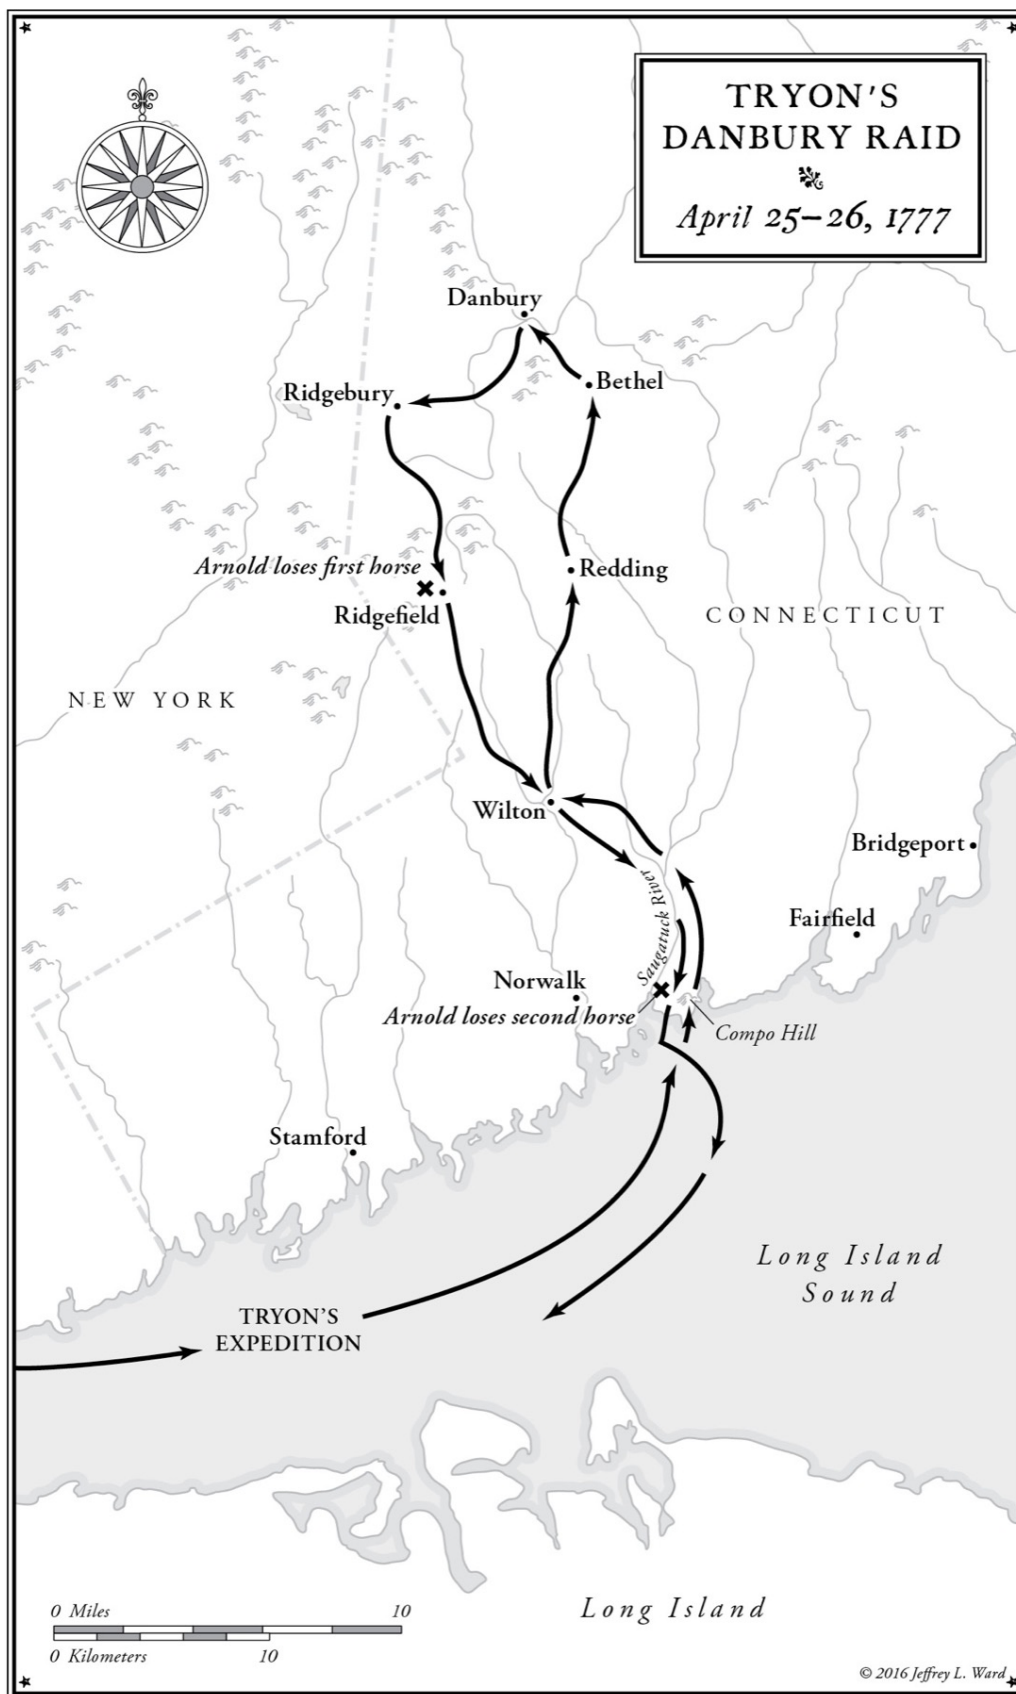 TRYON'S
DANBURY RAID
April 25–26, 1777
Danbury
Ridgebury
Bethel
Arnold loses first horse
Redding
Ridgefield
CONNECTICUT
NEW YORK
Wilton
Bridgeport
Saugatuck River
Fairfield
Norwalk
Arnold loses second horse
Compo Hill
Stamford
Long Island
Sound
TRYON'S
EXPEDITION
0 Miles 10
0 Kilometers 10
Long Island
© 2016 Jeffrey L. Ward